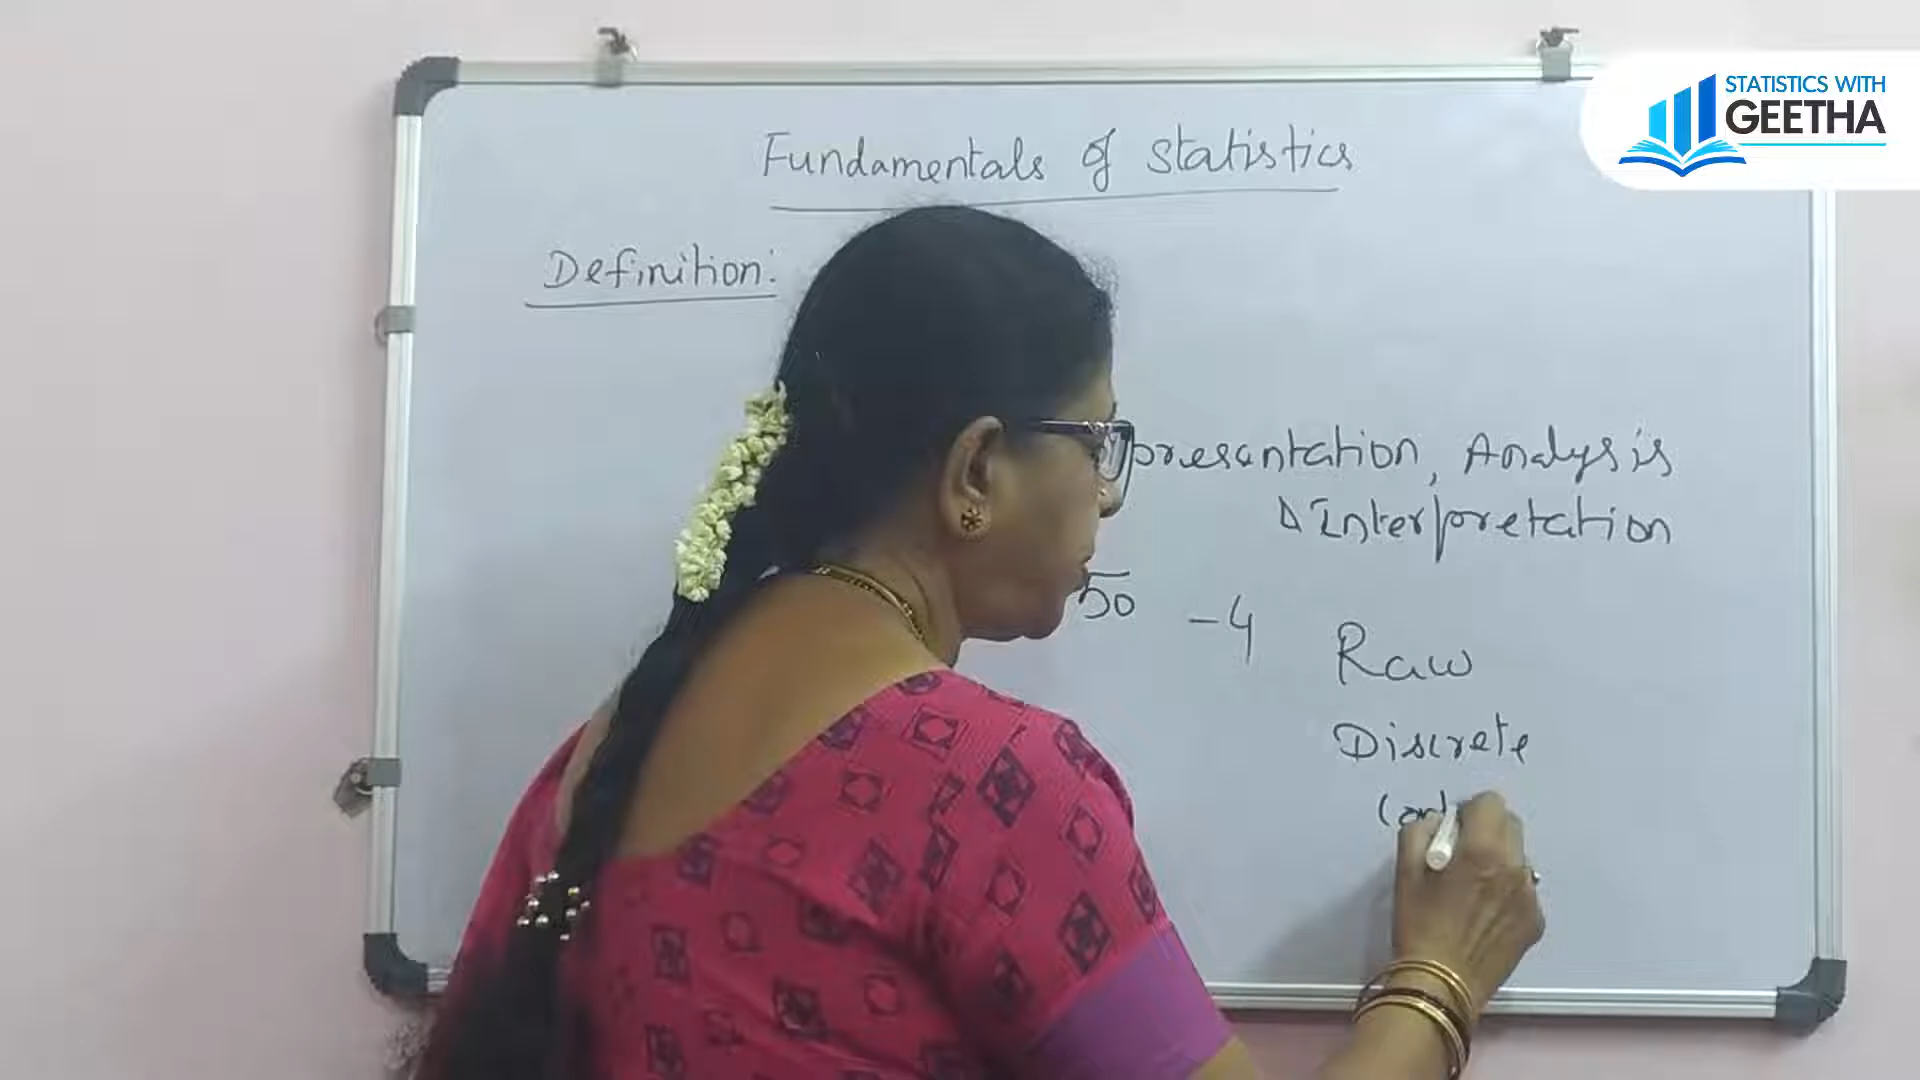 STATISTICS WITH
GEETHA
Fundamentals of Statistics
Definition:
presentation, Analysis
Interpretation
50 - 4
Raw
Discrete